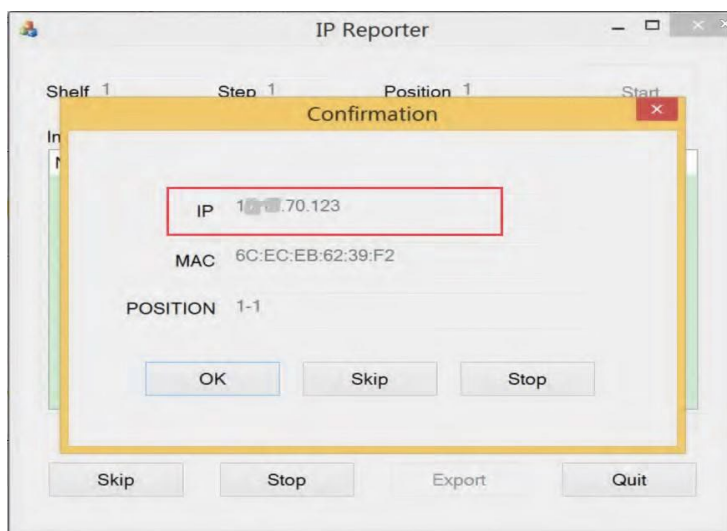 IP Reporter
Shelf 1 Step 1 Position 1 Start
Confirmation
IP .70.123
MAC 6C:EC:EB:62:39:F2
POSITION 1-1
OK Skip Stop
Skip Stop Export Quit